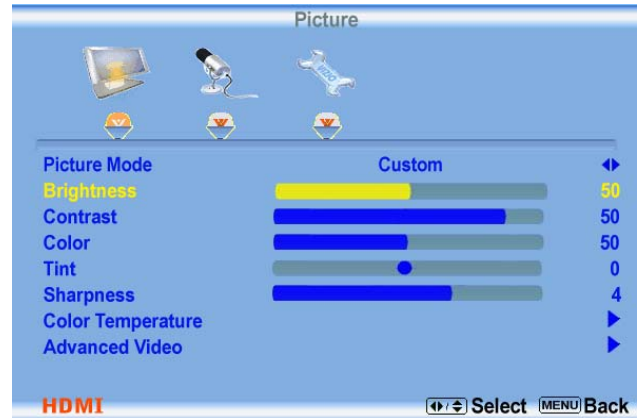 Picture
Picture Mode Custom
Brightness 50
Contrast 50
Color 50
Tint 0
Sharpness 4
Color Temperature
Advanced Video
HDMI Select MENU Back